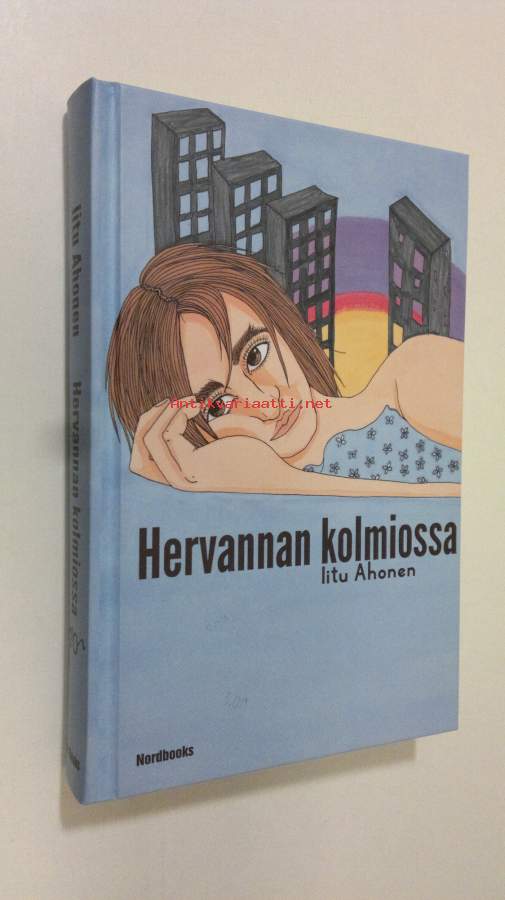 Iitu Ahonen Hervannan kolmiossa
Antikvariaatti.net
Hervannan kolmiossa
Iitu Ahonen
Nordbooks